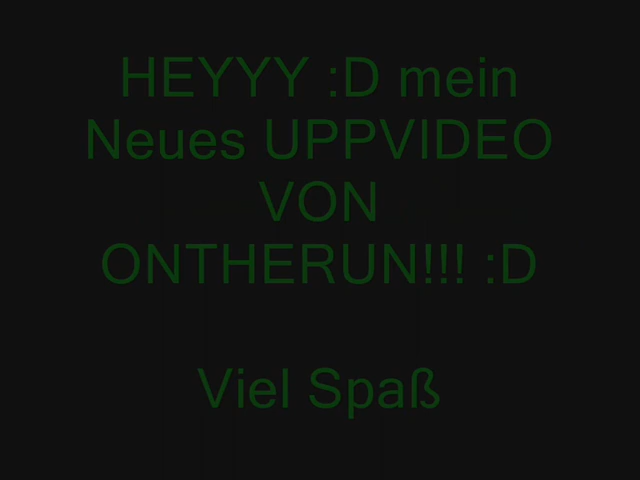 HEYYY :D mein
Neues UPPVIDEO
VON
ONTHERUN!!! :D
Viel Spaß